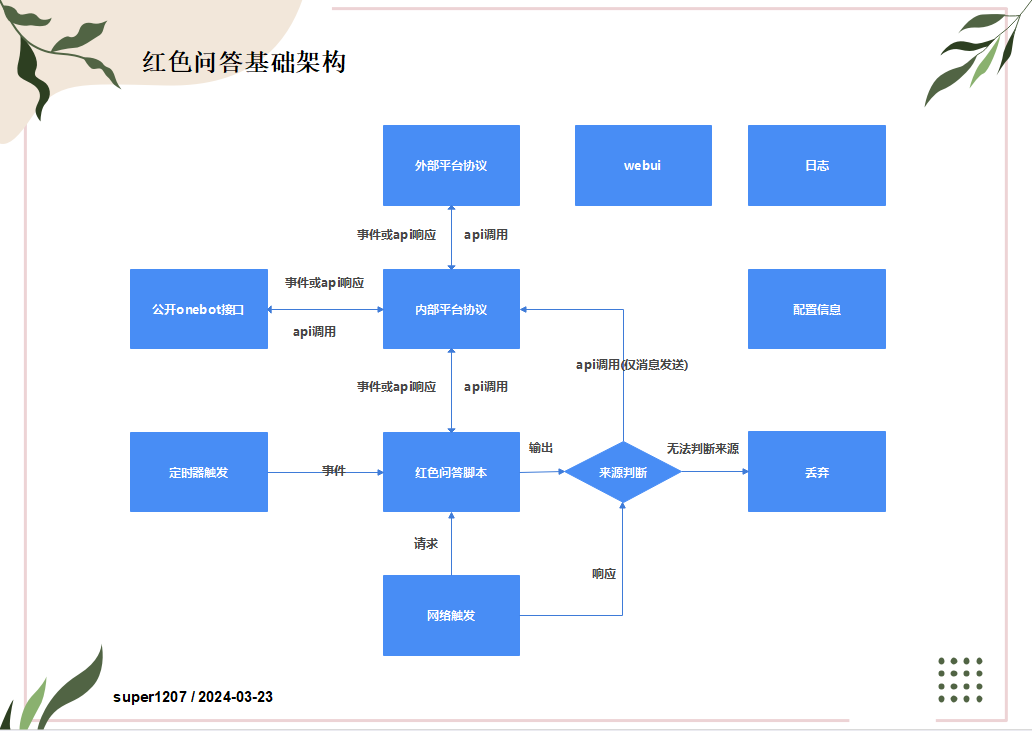 红色问答基础架构
外部平台协议
webui
日志
事件或api响应
api调用
事件或api响应
公开onebot接口
内部平台协议
配置信息
api调用
api调用(仅消息发送)
事件或api响应
api调用
输出
无法判断来源
定时器触发
事件
红色问答脚本
来源判断
丢弃
请求
响应
网络触发
super1207 / 2024-03-23